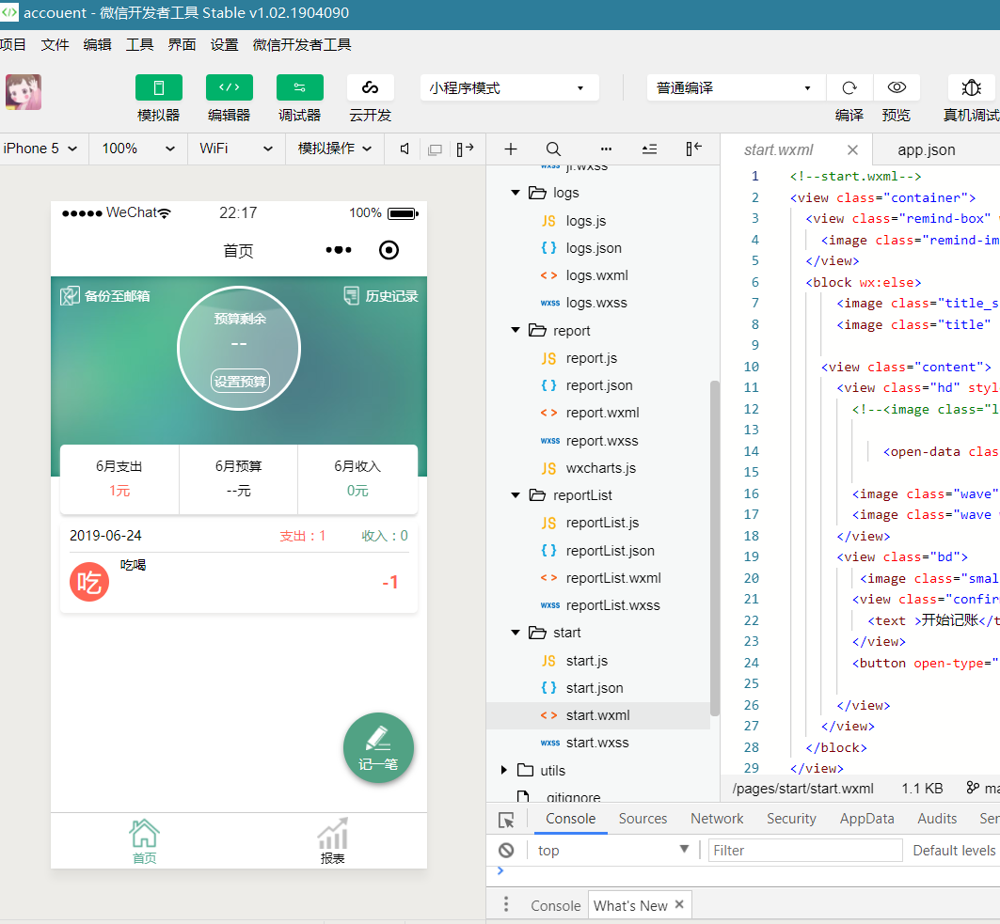 </> accouent - 微信开发者工具 Stable v1.02.1904090
项目 文件 编辑 工具 界面 设置 微信开发者工具
小程序模式 普通编译
模拟器 编辑器 调试器 云开发 编译 预览 真机调试
iPhone 5 100% WiFi 模拟操作
WeChat 22:17 100%
首页
备份至邮箱 历史记录
预算剩余
--
设置预算
6月支出 6月预算 6月收入
1元 --元 0元
2019-06-24 支出：1 收入：0
吃 吃喝 -1
记一笔
首页 报表
wxss jl.wxss
logs
JS logs.js
{ } logs.json
< > logs.wxml
wxss logs.wxss
report
JS report.js
{ } report.json
< > report.wxml
wxss report.wxss
JS wxcharts.js
reportList
JS reportList.js
{ } reportList.json
< > reportList.wxml
wxss reportList.wxss
start
JS start.js
{ } start.json
< > start.wxml
wxss start.wxss
utils
.gitignore
start.wxml app.json
1 <!--start.wxml-->
2 <view class="container">
3 <view class="remind-box"
4 <image class="remind-im
5 </view>
6 <block wx:else>
7 <image class="title_s
8 <image class="title"
9
10 <view class="content">
11 <view class="hd" styl
12 <!--<image class="l
13
14 <open-data clas
15
16 <image class="wave"
17 <image class="wave
18 </view>
19 <view class="bd">
20 <image class="smal
21 <view class="confir
22 <text >开始记账</t
23 </view>
24 <button open-type="
25
26 </view>
27 </view>
28 </block>
29 </view>
/pages/start/start.wxml 1.1 KB ma
Console Sources Network Security AppData Audits Ser
top Filter Default levels
Console What's New